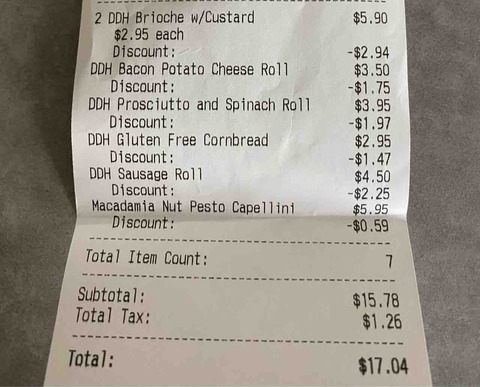 2 DDH Brioche w/Custard $5.90
$2.95 each
Discount: -$2.94
DDH Bacon Potato Cheese Roll $3.50
Discount: -$1.75
DDH Prosciutto and Spinach Roll $3.95
Discount: -$1.97
DDH Gluten Free Cornbread $2.95
Discount: -$1.47
DDH Sausage Roll $4.50
Discount: -$2.25
Macadamia Nut Pesto Capellini $5.95
Discount: -$0.59
Total Item Count: 7
Subtotal: $15.78
Total Tax: $1.26
Total: $17.04